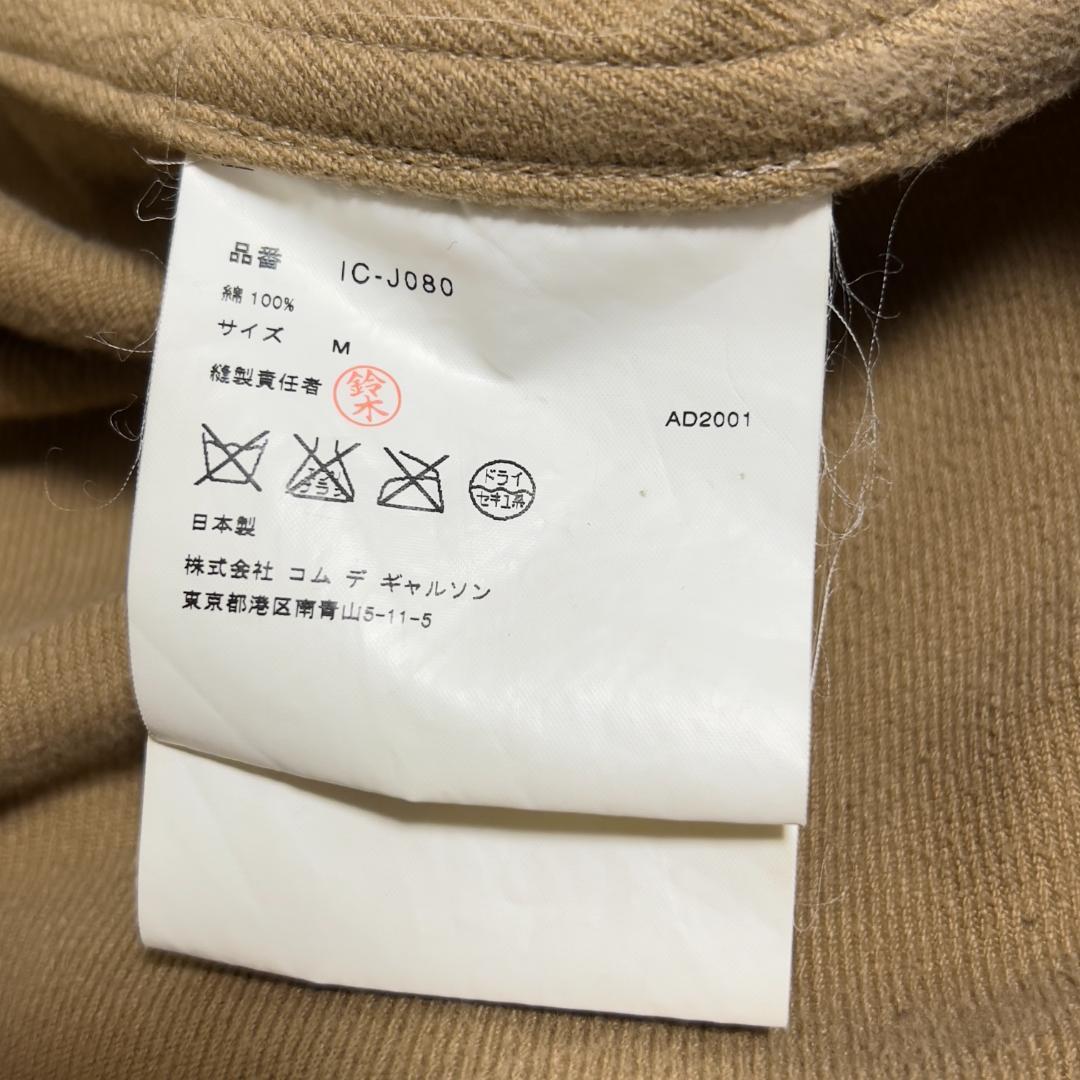 品番 IC-J080
綿 100%
サイズ M
縫製責任者 鈴木
AD2001
ドライ
セキユ系
日本製
株式会社 コム デ ギャルソン
東京都港区南青山5-11-5